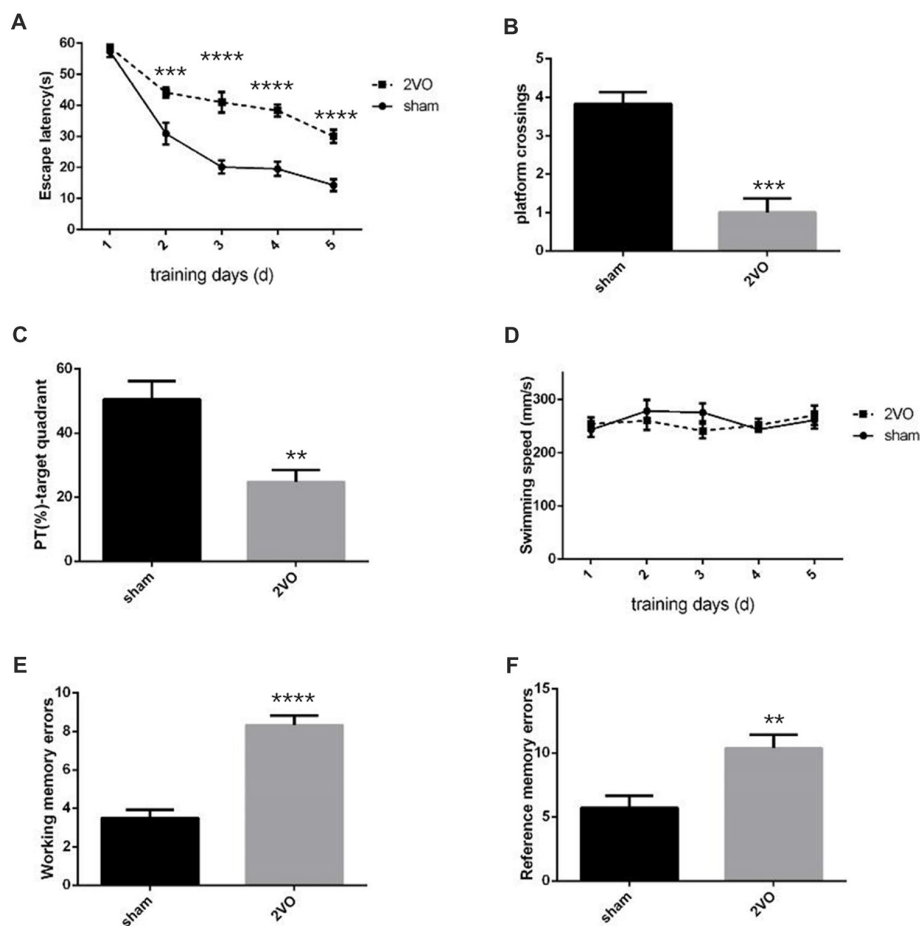 A
Escape latency(s)
60
50
40
30
20
10
0
***
****
****
****
1
2
3
4
5
training days (d)
2VO
sham
B
platform crossings
5
4
3
2
1
0
***
sham
2VO
C
PT(%)-target quadrant
60
40
20
0
**
sham
2VO
D
Swimming speed (mm/s)
300
200
100
0
1
2
3
4
5
training days (d)
2VO
sham
E
Working memory errors
10
8
6
4
2
0
****
sham
2VO
F
Reference memory errors
15
10
5
0
**
sham
2VO